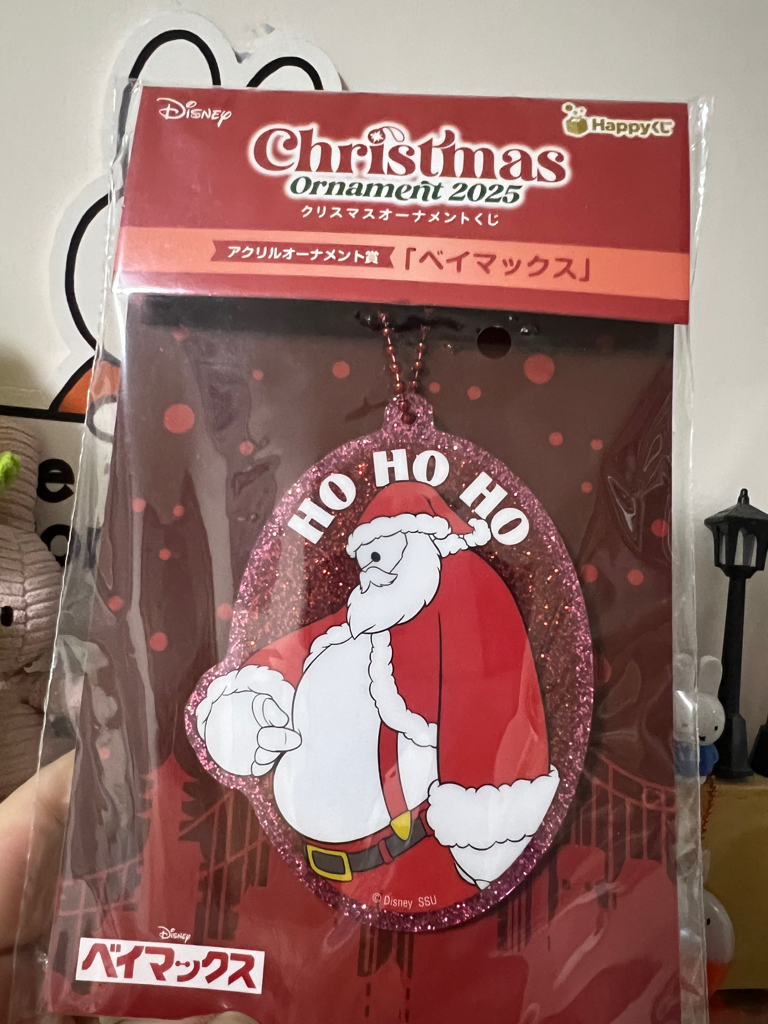 Disney
Happyくじ
Christmas
Ornament 2025
クリスマスオーナメントくじ
アクリルオーナメント賞 「ベイマックス」
HO HO HO
©Disney SSU
Disney
ベイマックス